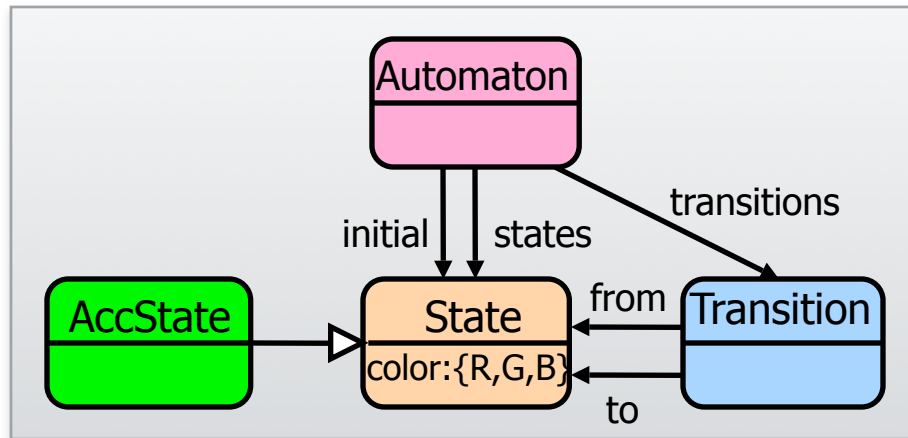 Automaton
transitions
initial
states
AccState
State
color:{R,G,B}
from
to
Transition